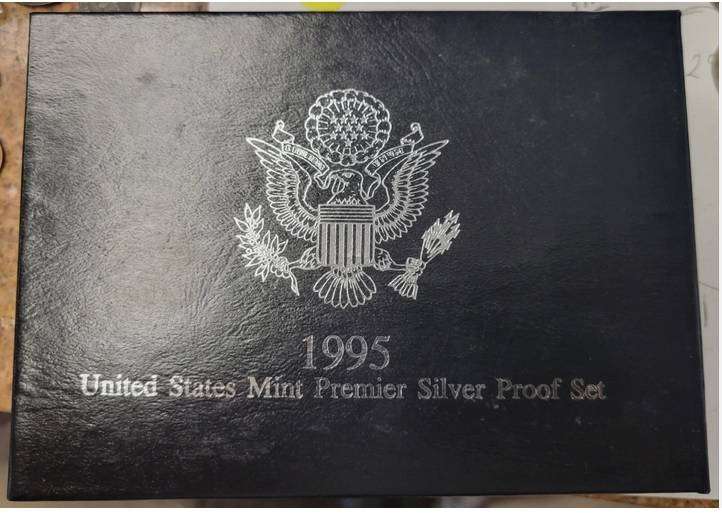 1995
United States Mint Premier Silver Proof Set